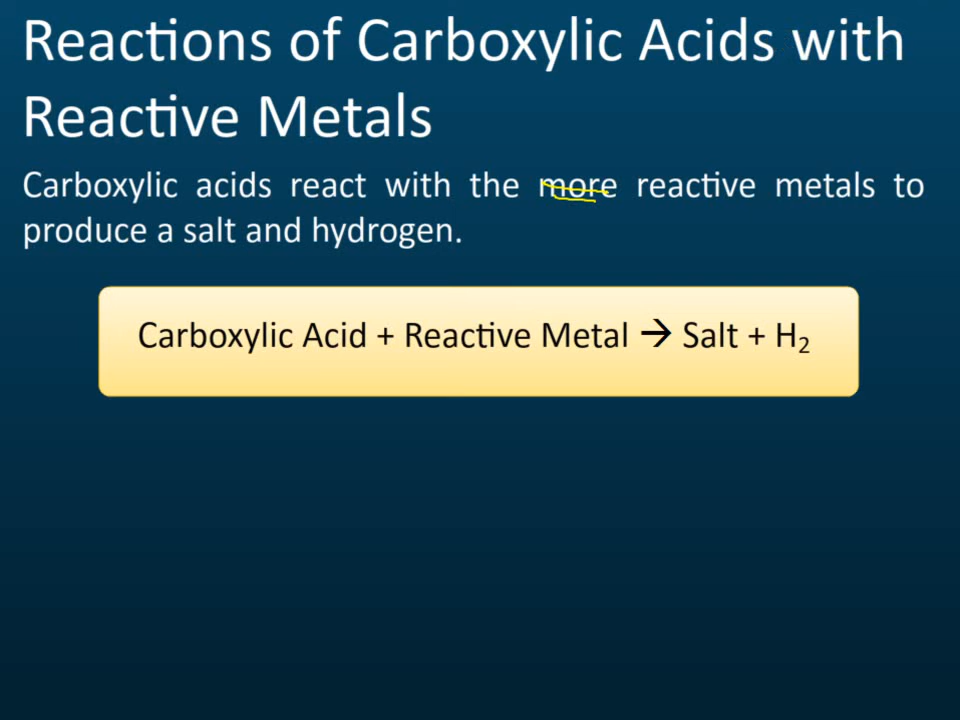 Reactions of Carboxylic Acids with
Reactive Metals
Carboxylic acids react with the more reactive metals to
produce a salt and hydrogen.
Carboxylic Acid + Reactive Metal → Salt + H₂